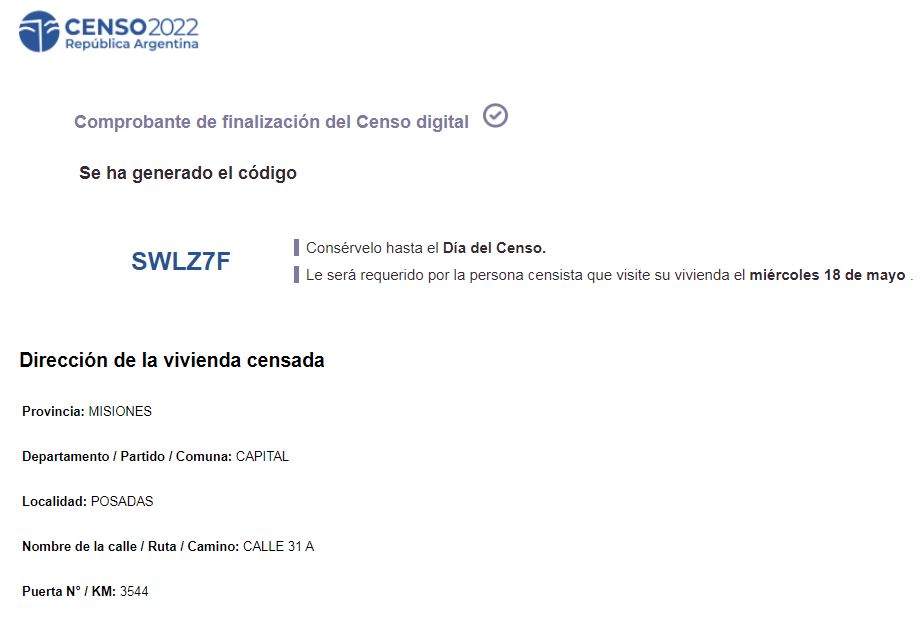 CENSO2022
República Argentina
Comprobante de finalización del Censo digital
Se ha generado el código
SWLZ7F
Consérvelo hasta el Día del Censo.
Le será requerido por la persona censista que visite su vivienda el miércoles 18 de mayo .
Dirección de la vivienda censada
Provincia: MISIONES
Departamento / Partido / Comuna: CAPITAL
Localidad: POSADAS
Nombre de la calle / Ruta / Camino: CALLE 31 A
Puerta N° / KM: 3544